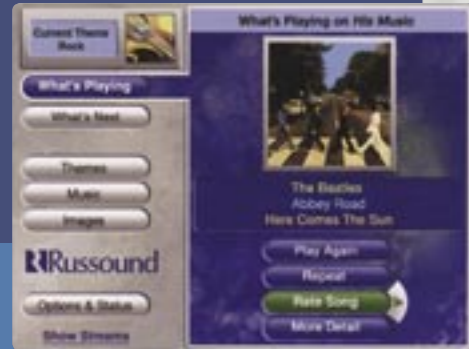 Current Theme
Rock
What's Playing
What's Next
Themes
Music
Images
Russound
Options & Status
Show Streams
What's Playing on His Music
The Beatles
Abbey Road
Here Comes The Sun
Play Again
Repeat
Rate Song
More Detail